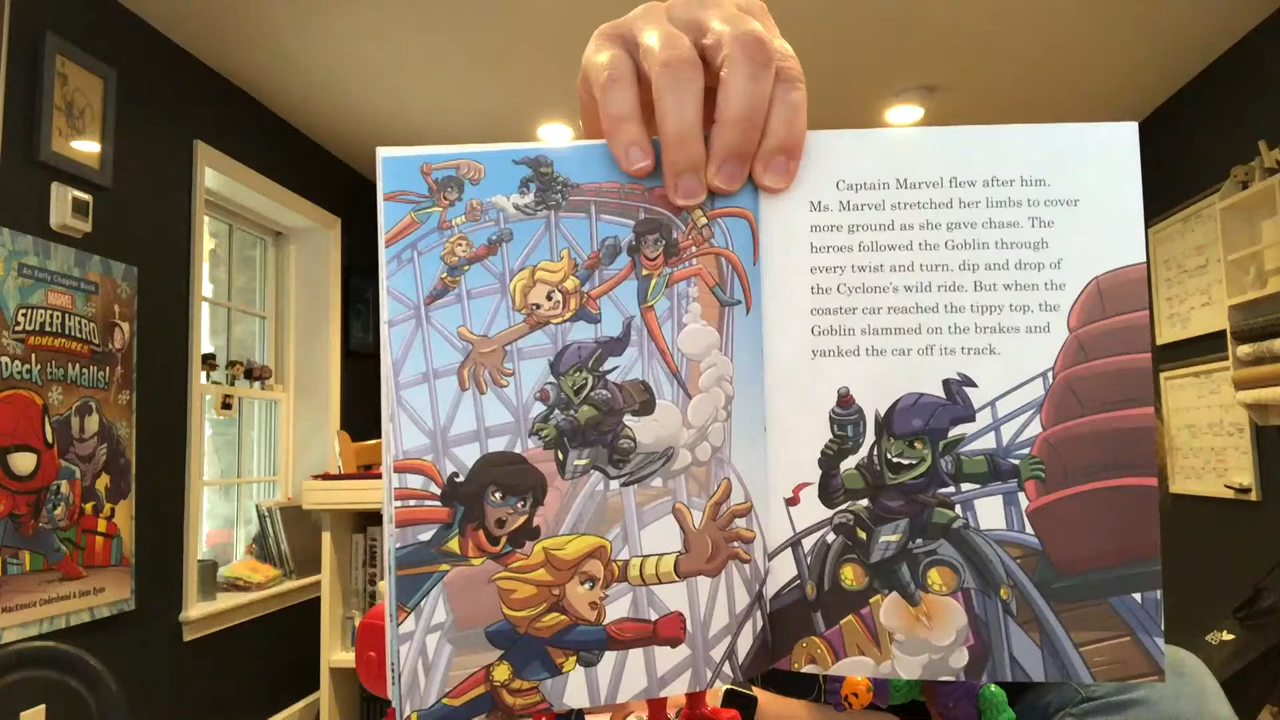 An Early Chapter Book
MARVEL
SUPER HERO
ADVENTURES
Deck the Malls!
MacKenzie Cadenhead & Sean Ryan
Captain Marvel flew after him.
Ms. Marvel stretched her limbs to cover
more ground as she gave chase. The
heroes followed the Goblin through
every twist and turn, dip and drop of
the Cyclone's wild ride. But when the
coaster car reached the tippy top, the
Goblin slammed on the brakes and
yanked the car off its track.